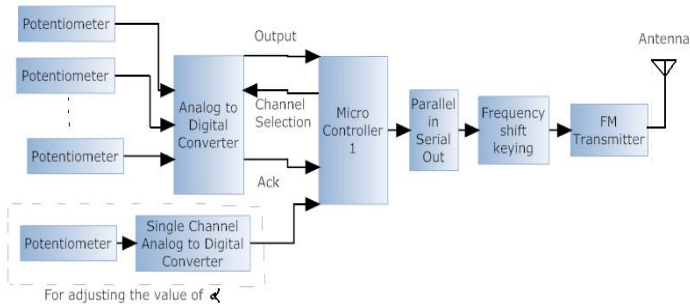 Potentiometer
Potentiometer
Potentiometer
Analog to
Digital
Converter
Output
Channel
Selection
Ack
Micro
Controller
1
Parallel
in
Serial
Out
Frequency
shift
keying
FM
Transmitter
Antenna
Potentiometer
Single Channel
Analog to Digital
Converter
For adjusting the value of α